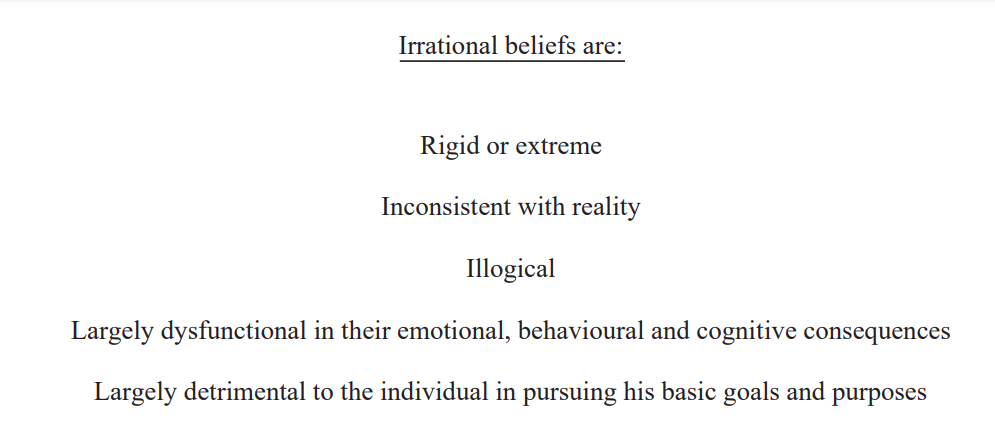 Irrational beliefs are:
Rigid or extreme
Inconsistent with reality
Illogical
Largely dysfunctional in their emotional, behavioural and cognitive consequences
Largely detrimental to the individual in pursuing his basic goals and purposes